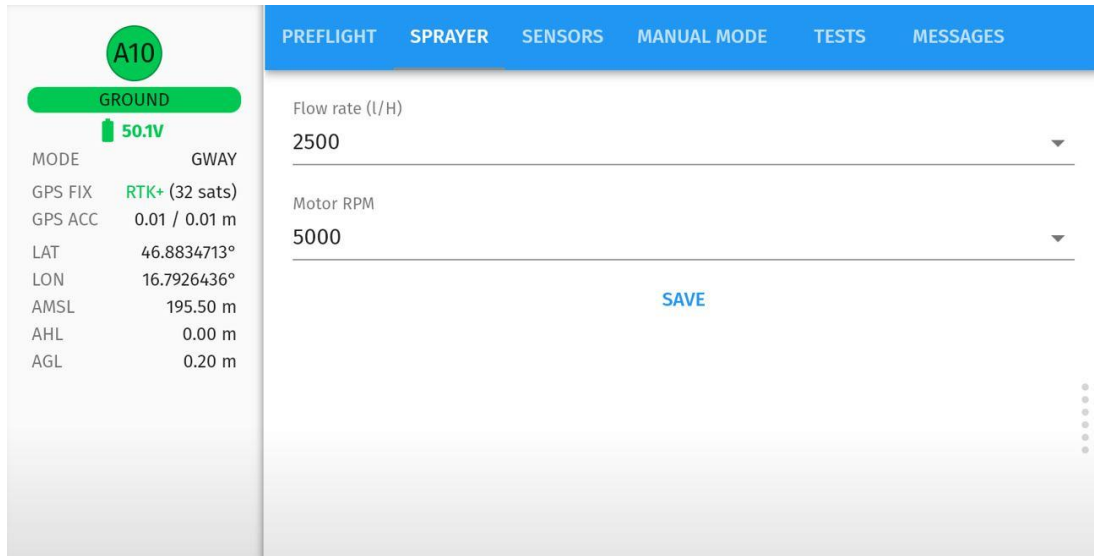 A10
GROUND
50.1V
MODE GWAY
GPS FIX RTK+ (32 sats)
GPS ACC 0.01 / 0.01 m
LAT 46.8834713°
LON 16.7926436°
AMSL 195.50 m
AHL 0.00 m
AGL 0.20 m
PREFLIGHT SPRAYER SENSORS MANUAL MODE TESTS MESSAGES
Flow rate (l/H)
2500
Motor RPM
5000
SAVE